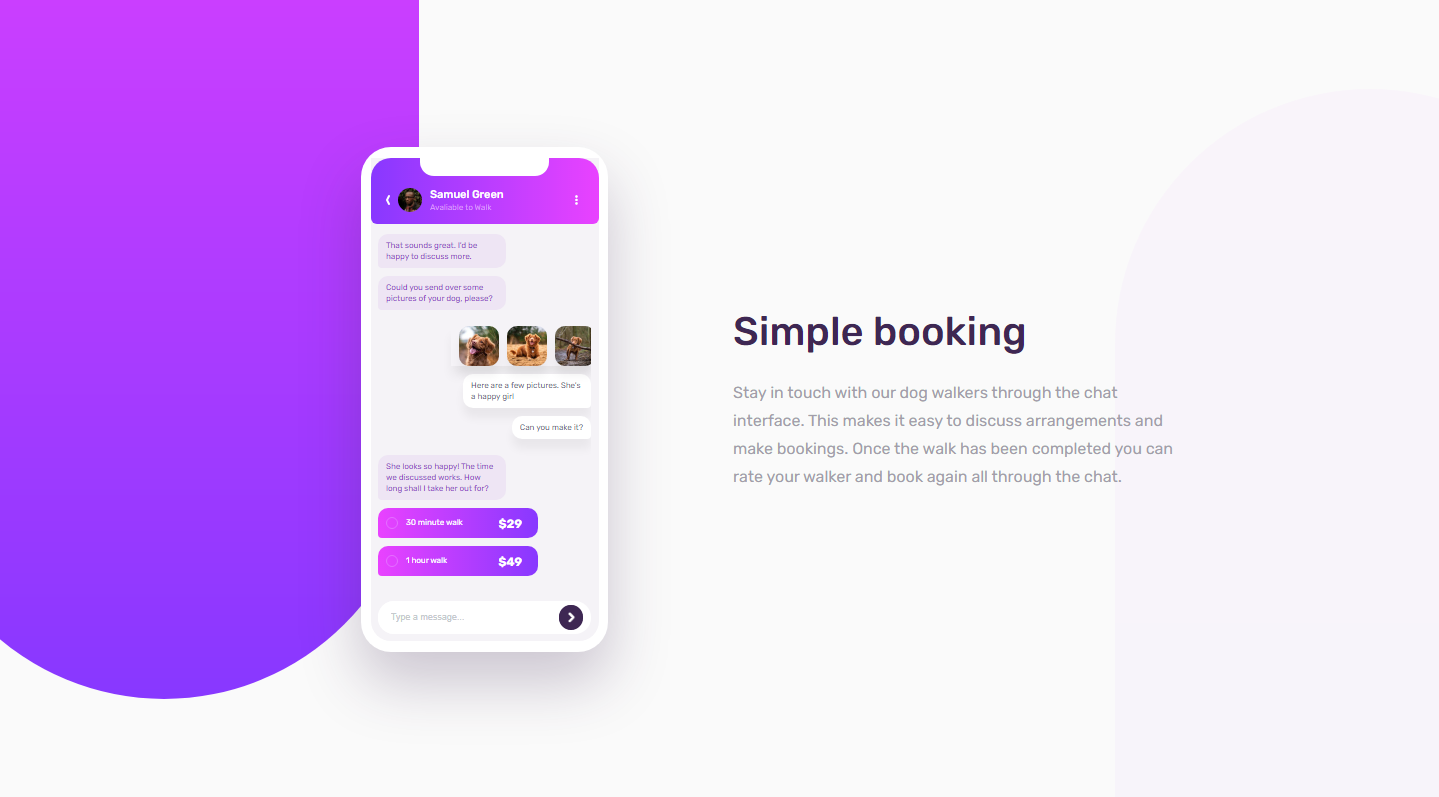 Samuel Green
Available to Walk
That sounds great. I'd be
happy to discuss more.
Could you send over some
pictures of your dog, please?
Here are a few pictures. She's
a happy girl
Can you make it?
She looks so happy! The time
we discussed works. How
long shall I take her out for?
30 minute walk $29
1 hour walk $49
Type a message...
Simple booking
Stay in touch with our dog walkers through the chat
interface. This makes it easy to discuss arrangements and
make bookings. Once the walk has been completed you can
rate your walker and book again all through the chat.